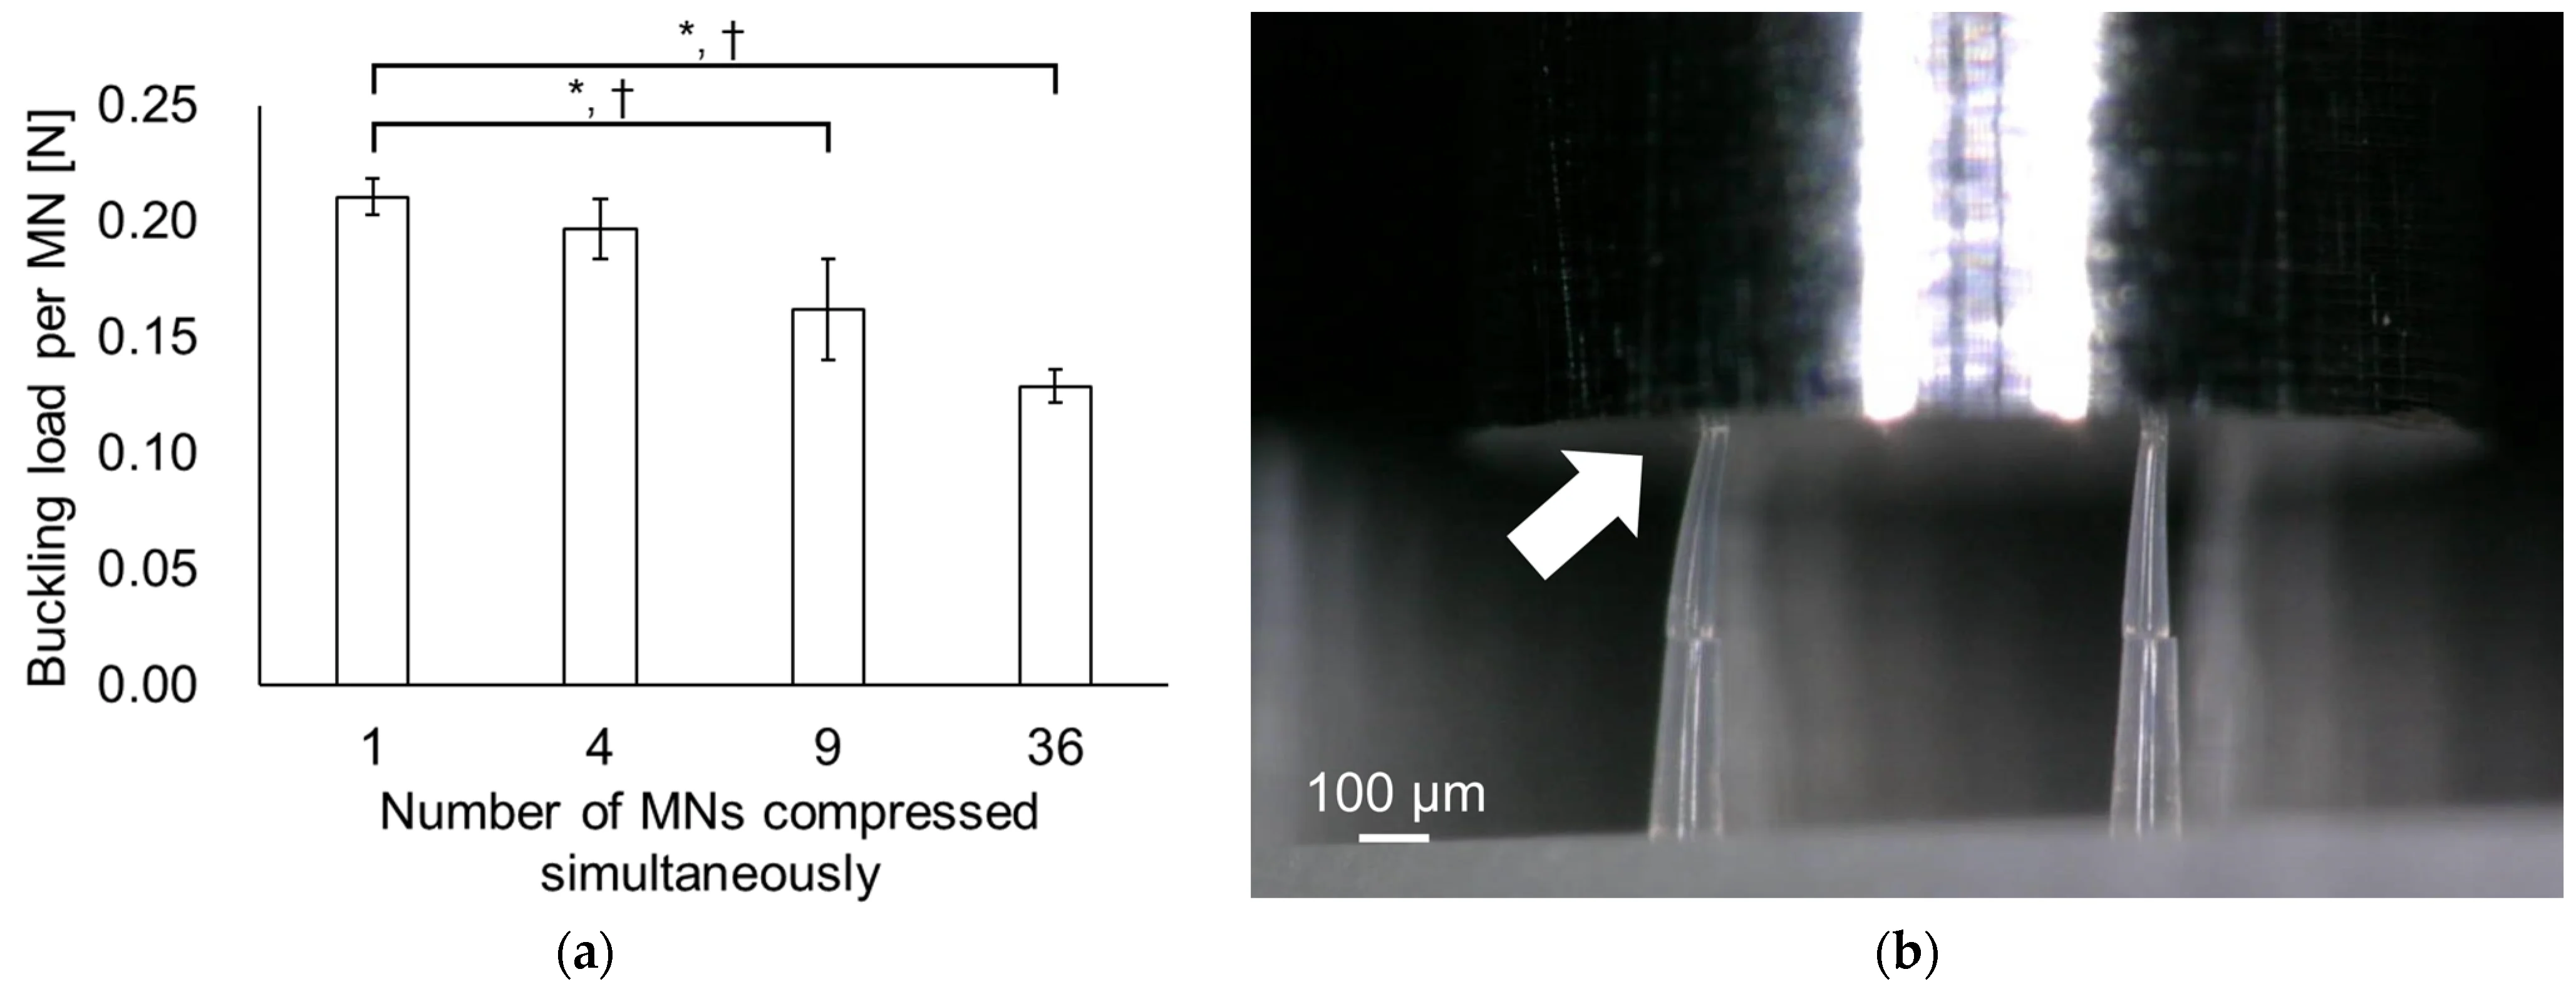 *, †
*, †
Buckling load per MN [N]
0.25
0.20
0.15
0.10
0.05
0.00
1 4 9 36
Number of MNs compressed
simultaneously
(a)
100 µm
(b)